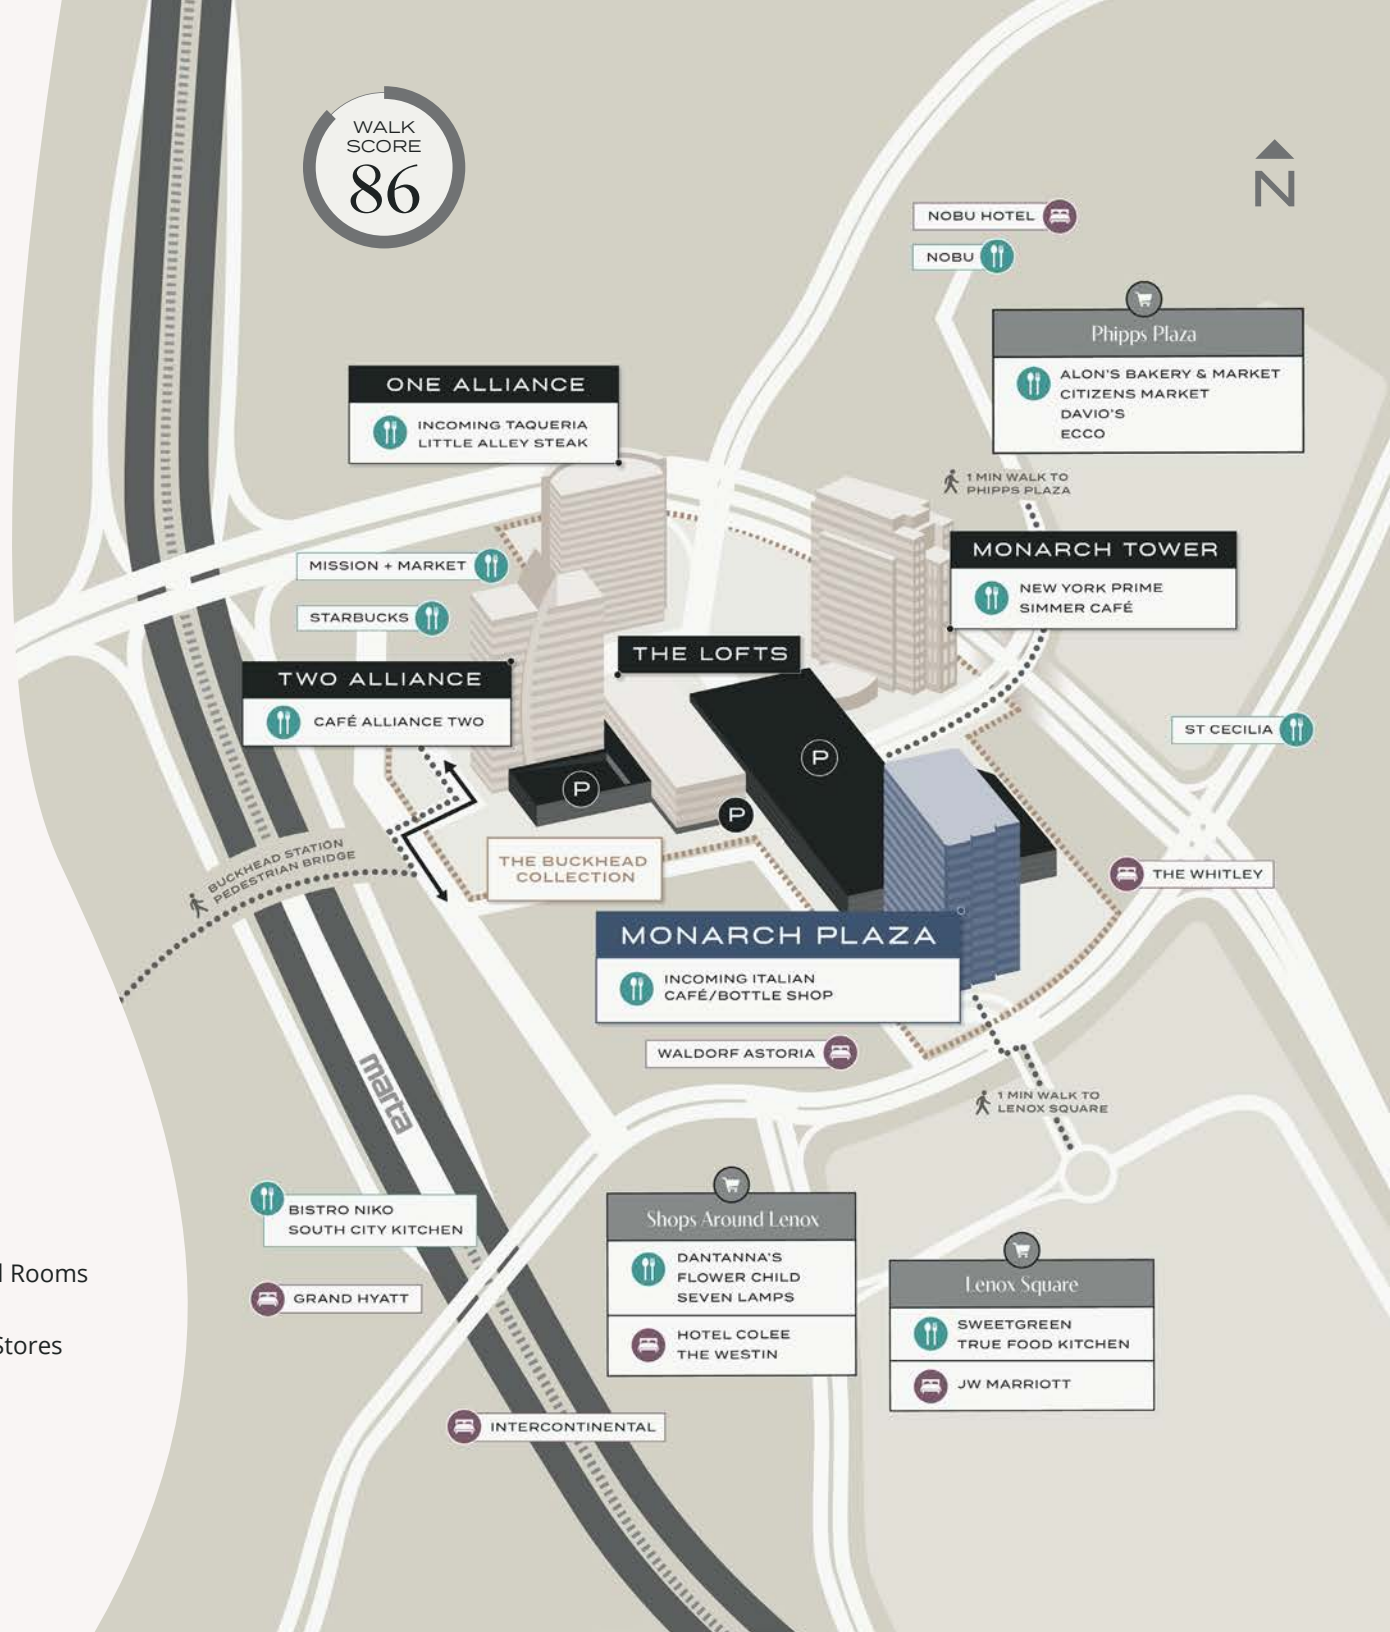 WALK
SCORE
86
N
NOBU HOTEL
NOBU
Phipps Plaza
ALON'S BAKERY & MARKET
CITIZENS MARKET
DAVIO'S
ECCO
ONE ALLIANCE
INCOMING TAQUERIA
LITTLE ALLEY STEAK
1 MIN WALK TO
PHIPPS PLAZA
MONARCH TOWER
NEW YORK PRIME
SIMMER CAFÉ
MISSION + MARKET
STARBUCKS
THE LOFTS
TWO ALLIANCE
CAFÉ ALLIANCE TWO
ST CECILIA
P
P
P
BUCKHEAD STATION
PEDESTRIAN BRIDGE
THE BUCKHEAD
COLLECTION
THE WHITLEY
MONARCH PLAZA
INCOMING ITALIAN
CAFÉ/BOTTLE SHOP
WALDORF ASTORIA
marta
1 MIN WALK TO
LENOX SQUARE
BISTRO NIKO
SOUTH CITY KITCHEN
GRAND HYATT
Shops Around Lenox
DANTANNA'S
FLOWER CHILD
SEVEN LAMPS
HOTEL COLEE
THE WESTIN
Lenox Square
SWEETGREEN
TRUE FOOD KITCHEN
JW MARRIOTT
INTERCONTINENTAL
Rooms
Stores